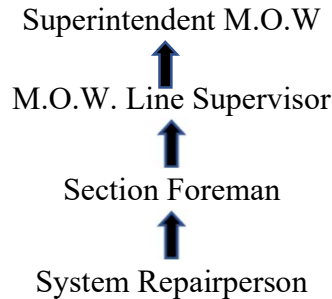 Superintendent M.O.W
M.O.W. Line Supervisor
Section Foreman
System Repairperson